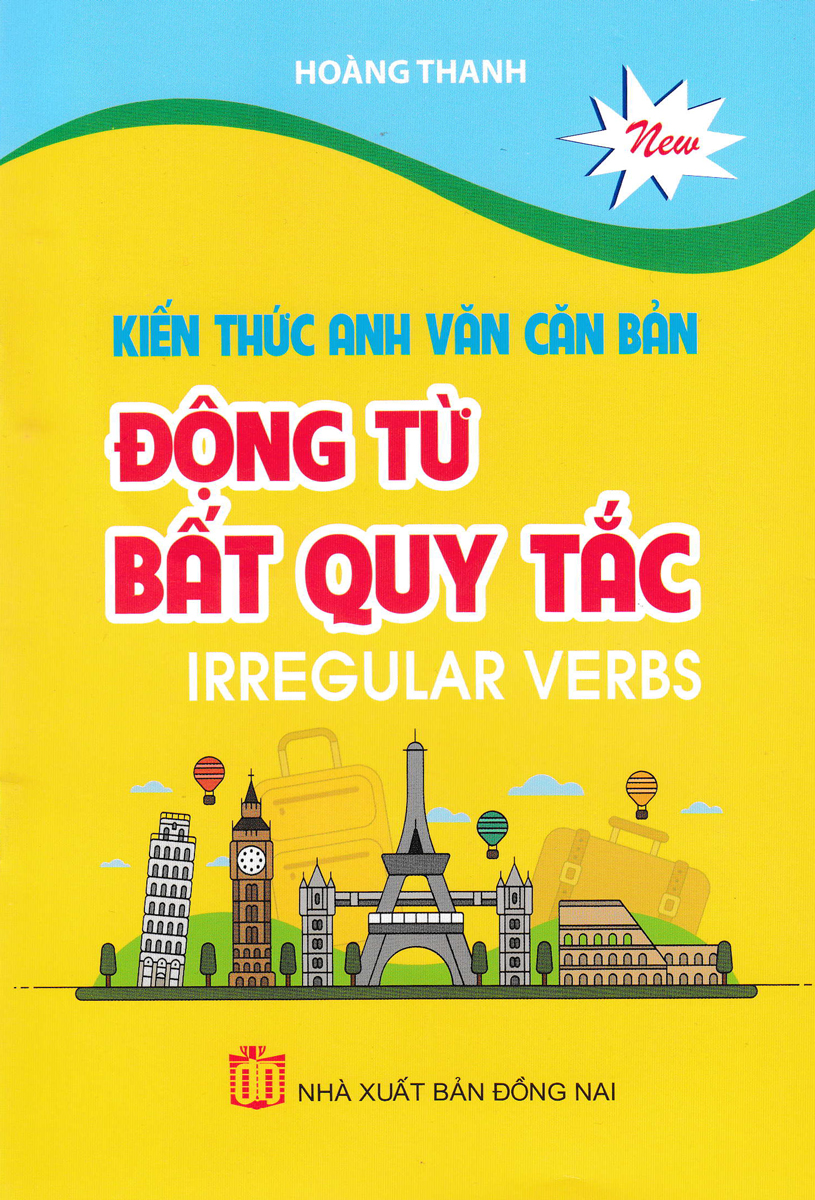 HOÀNG THANH
New
KIẾN THỨC ANH VĂN CĂN BẢN
ĐỘNG TỪ
BẤT QUY TẮC
IRREGULAR VERBS
NHÀ XUẤT BẢN ĐỒNG NAI